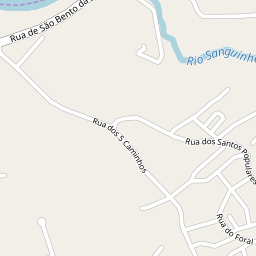 Rua de São Bento da
Rio Sanguinho
Rua dos 5 Caminhos
Rua dos Santos Populares
Rua do Foral